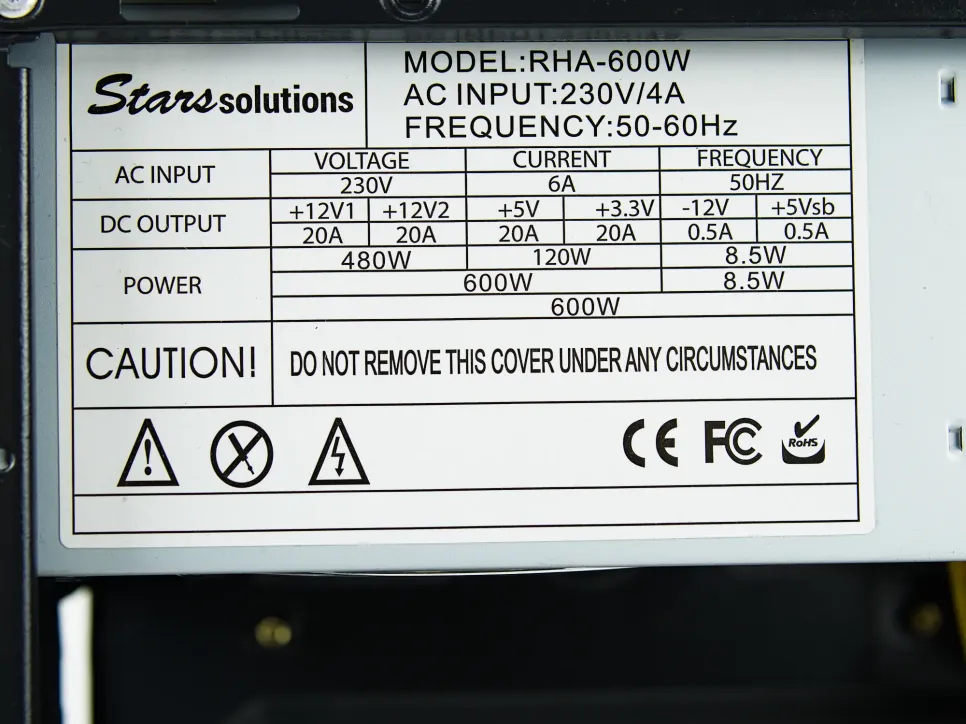 Stars solutions
MODEL:RHA-600W
AC INPUT:230V/4A
FREQUENCY:50-60Hz
AC INPUT VOLTAGE CURRENT FREQUENCY
230V 6A 50HZ
DC OUTPUT +12V1 +12V2 +5V +3.3V -12V +5Vsb
20A 20A 20A 20A 0.5A 0.5A
POWER 480W 120W 8.5W
600W 8.5W
600W
CAUTION! DO NOT REMOVE THIS COVER UNDER ANY CIRCUMSTANCES
CE FC RoHS